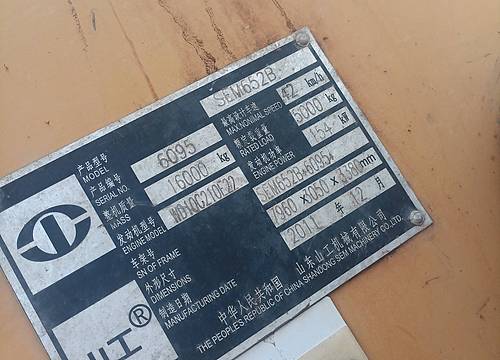 产品型号 MODEL SEM652B
产品编号 SERIAL NO. 6095 最高设计车速 MAX.NOMINAL SPEED 42 km/h
整机质量 MASS 16000 kg 额定载重量 RATED LOAD 5000 kg
发动机型号 ENGINE MODEL WD10G210E22 发动机功率 ENGINE POWER 154 kW
车架号 SN OF FRAME SEM652B*6095*
外形尺寸 DIMENSIONS 7960×3050×3380mm
制造日期 MANUFACTURING DATE 2011 年 12 月
中华人民共和国 山东山工机械有限公司
THE PEOPLE'S REPUBLIC OF CHINA SHANDONG SEM MACHINERY CO.,LTD.
山工®